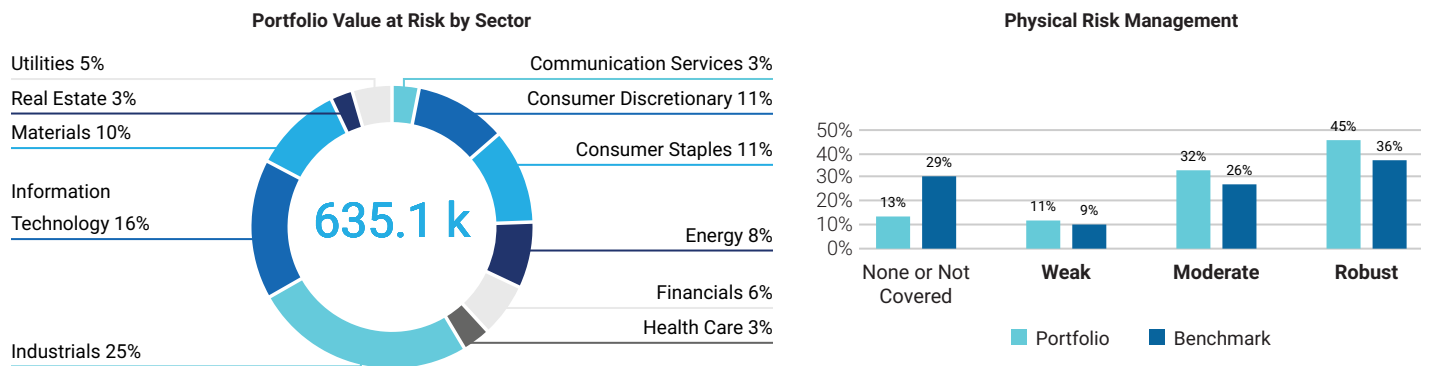 Portfolio Value at Risk by Sector
Utilities 5%
Real Estate 3%
Materials 10%
Information
Technology 16%
Industrials 25%
635.1 k
Communication Services 3%
Consumer Discretionary 11%
Consumer Staples 11%
Energy 8%
Financials 6%
Health Care 3%
Physical Risk Management
50%
40%
30%
20%
10%
0%
13%
29%
11%
9%
32%
26%
45%
36%
None or Not
Covered
Weak
Moderate
Robust
Portfolio
Benchmark